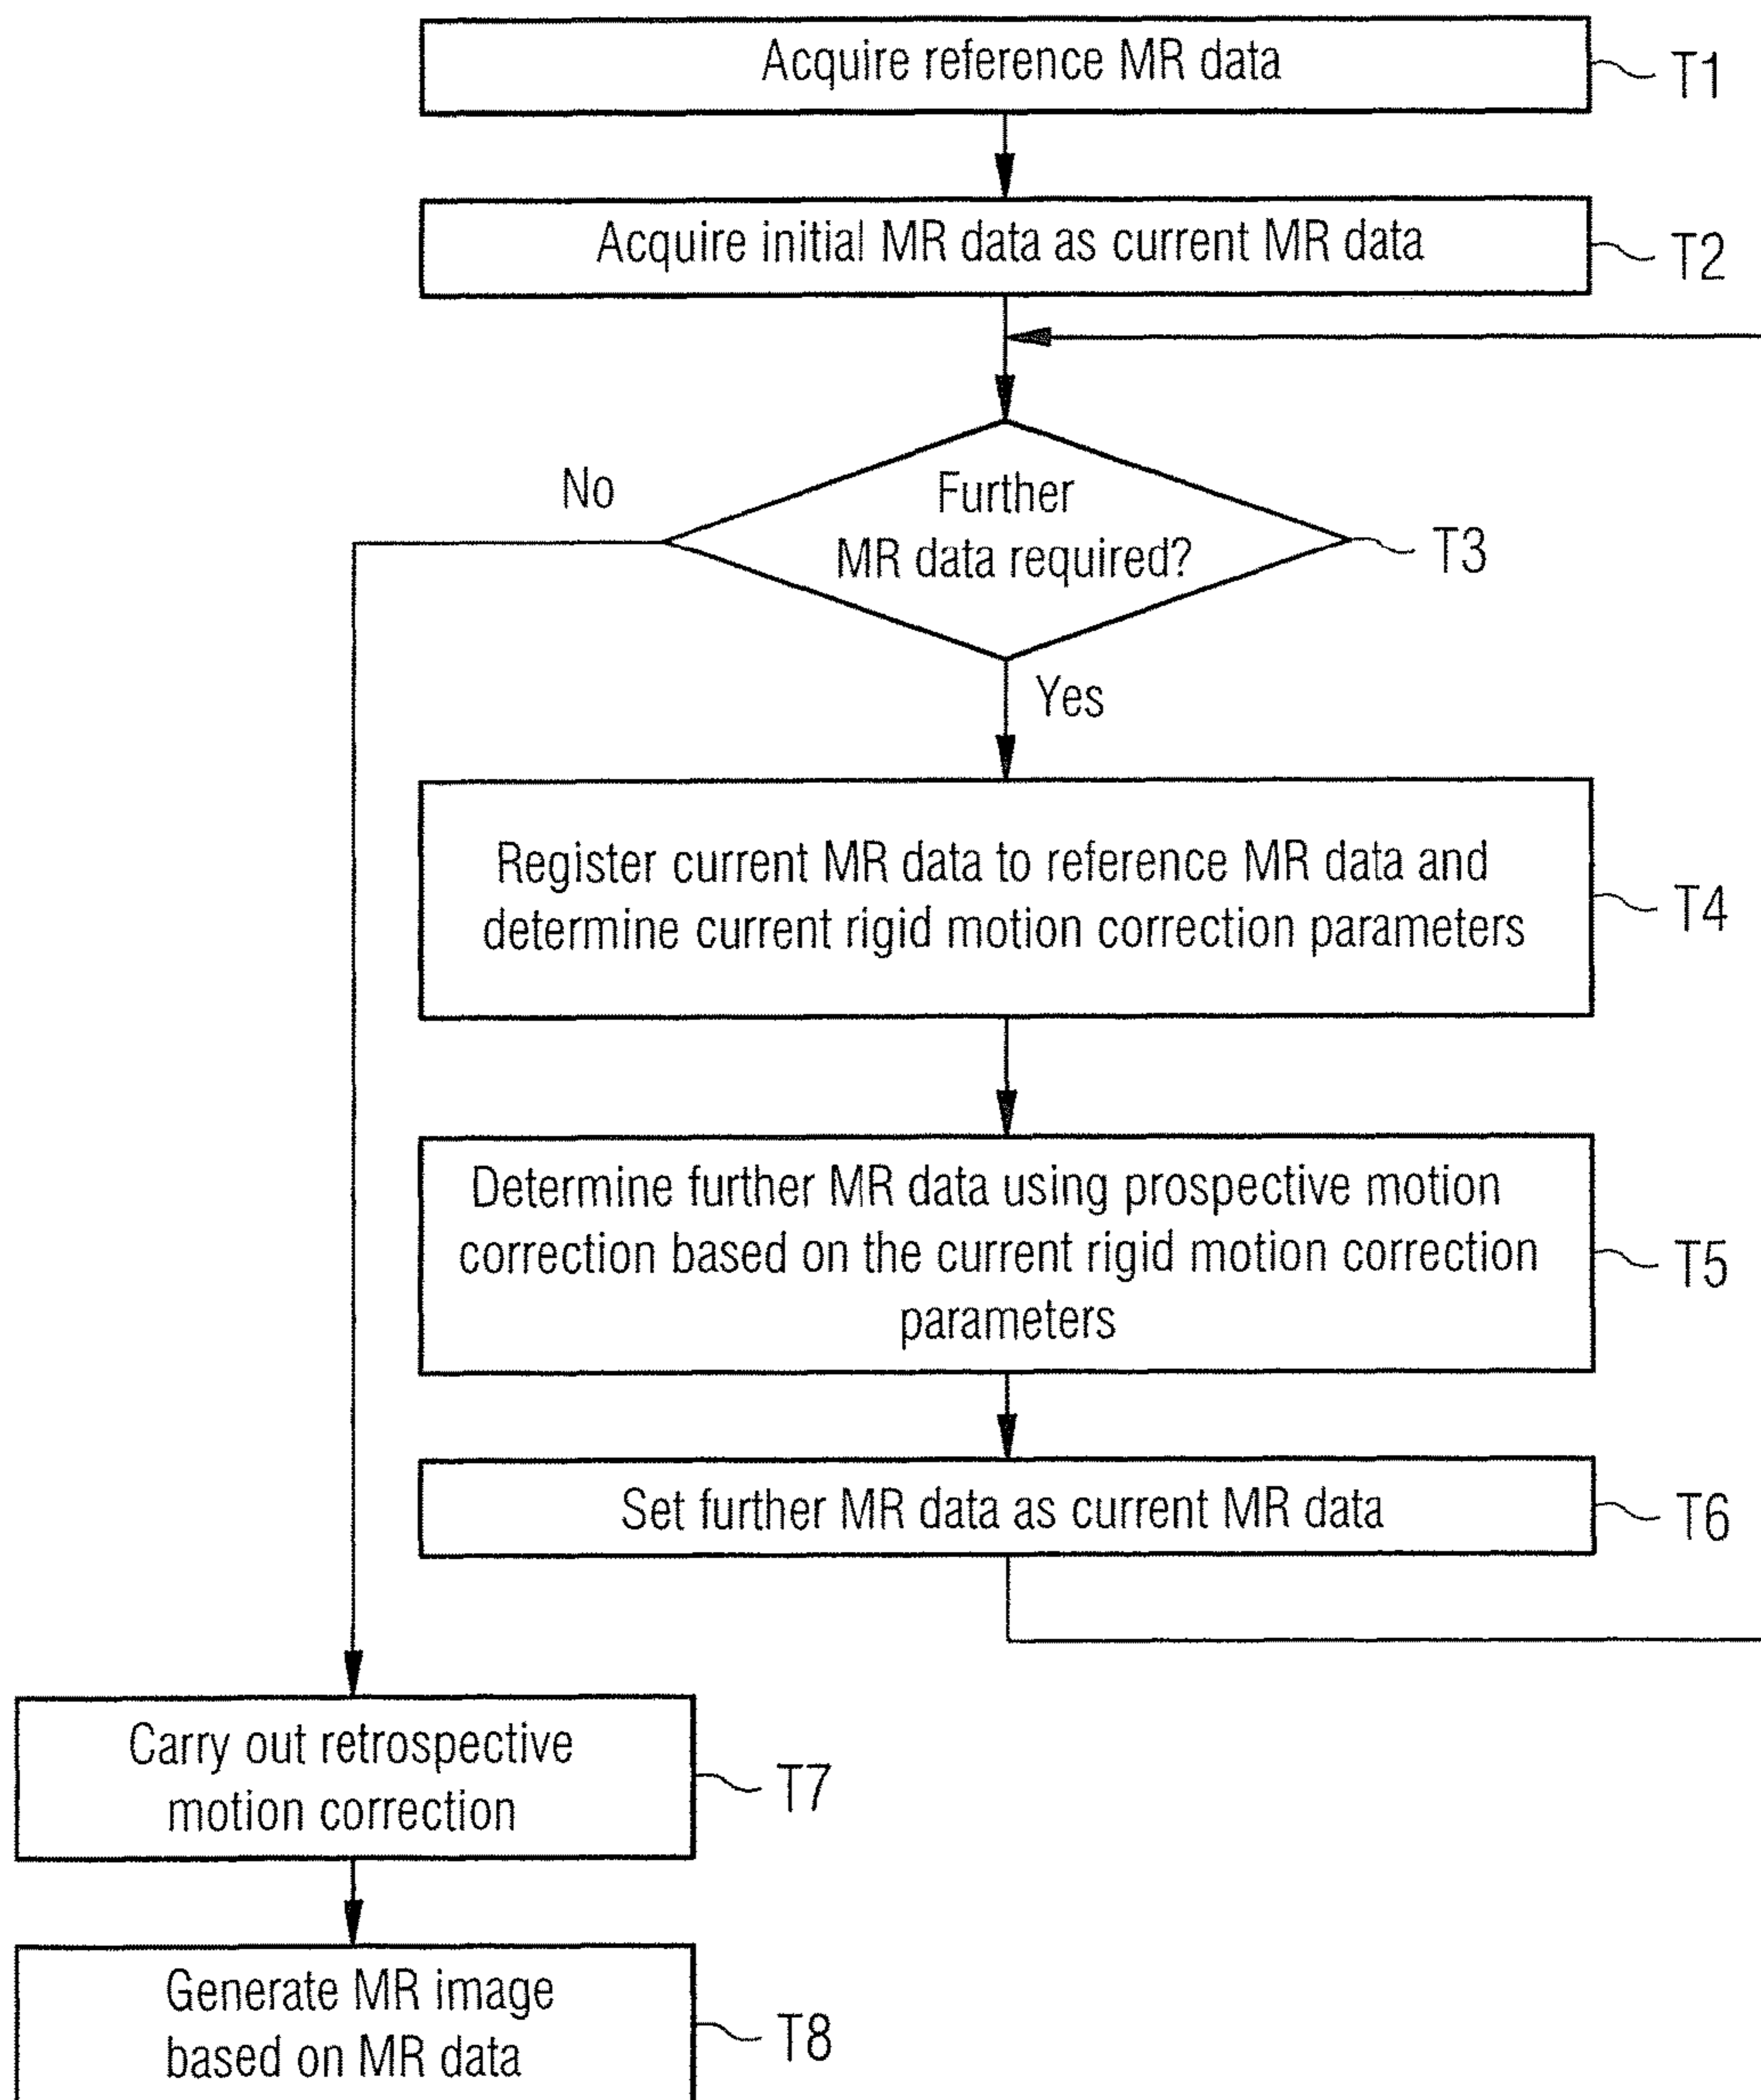 Acquire reference MR data
T1
Acquire initial MR data as current MR data
T2
No
Further
MR data required?
T3
Yes
Register current MR data to reference MR data and
determine current rigid motion correction parameters
T4
Determine further MR data using prospective motion
correction based on the current rigid motion correction
parameters
T5
Set further MR data as current MR data
T6
Carry out retrospective
motion correction
T7
Generate MR image
based on MR data
T8